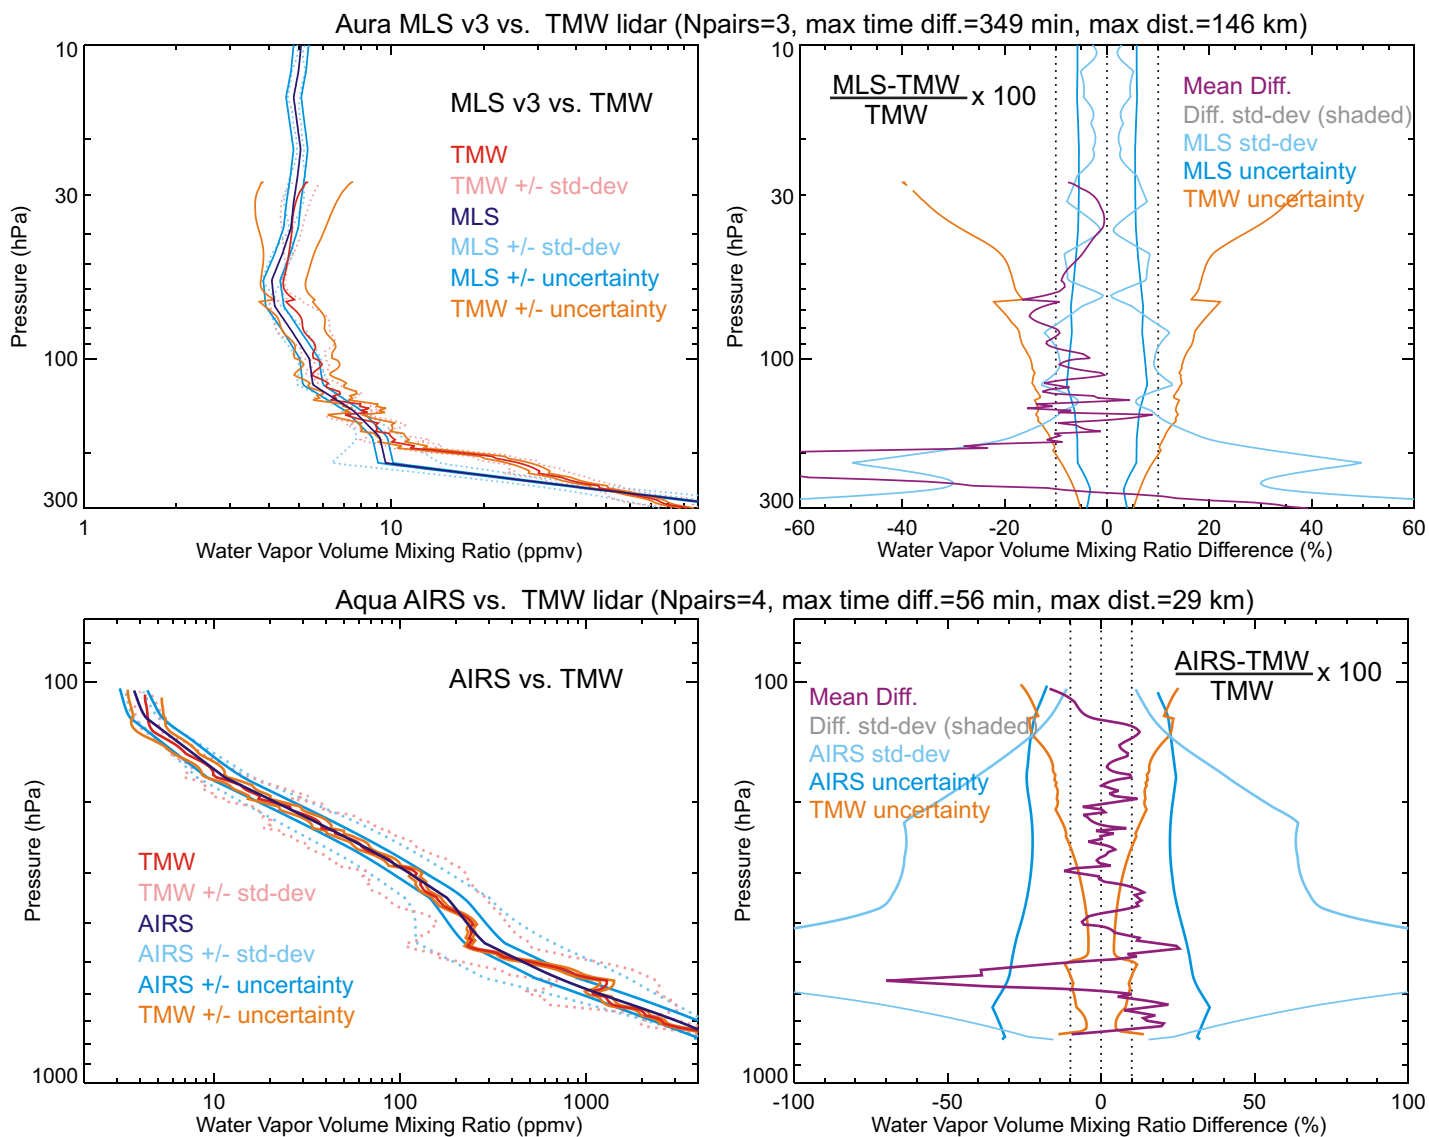 Aura MLS v3 vs.  TMW lidar (Npairs=3, max time diff.=349 min, max dist.=146 km)
10
30
100
300
Pressure (hPa)
MLS v3 vs. TMW
TMW
TMW +/- std-dev
MLS
MLS +/- std-dev
MLS +/- uncertainty
TMW +/- uncertainty
1
10
100
Water Vapor Volume Mixing Ratio (ppmv)
10
30
100
300
Pressure (hPa)
MLS-TMW
x 100
TMW
Mean Diff.
Diff. std-dev (shaded)
MLS std-dev
MLS uncertainty
TMW uncertainty
-60
-40
-20
0
20
40
60
Water Vapor Volume Mixing Ratio Difference (%)
Aqua AIRS vs.  TMW lidar (Npairs=4, max time diff.=56 min, max dist.=29 km)
100
1000
Pressure (hPa)
AIRS vs. TMW
TMW
TMW +/- std-dev
AIRS
AIRS +/- std-dev
AIRS +/- uncertainty
TMW +/- uncertainty
10
100
1000
Water Vapor Volume Mixing Ratio (ppmv)
100
1000
Pressure (hPa)
AIRS-TMW
x 100
TMW
Mean Diff.
Diff. std-dev (shaded)
AIRS std-dev
AIRS uncertainty
TMW uncertainty
-100
-50
0
50
100
Water Vapor Volume Mixing Ratio Difference (%)